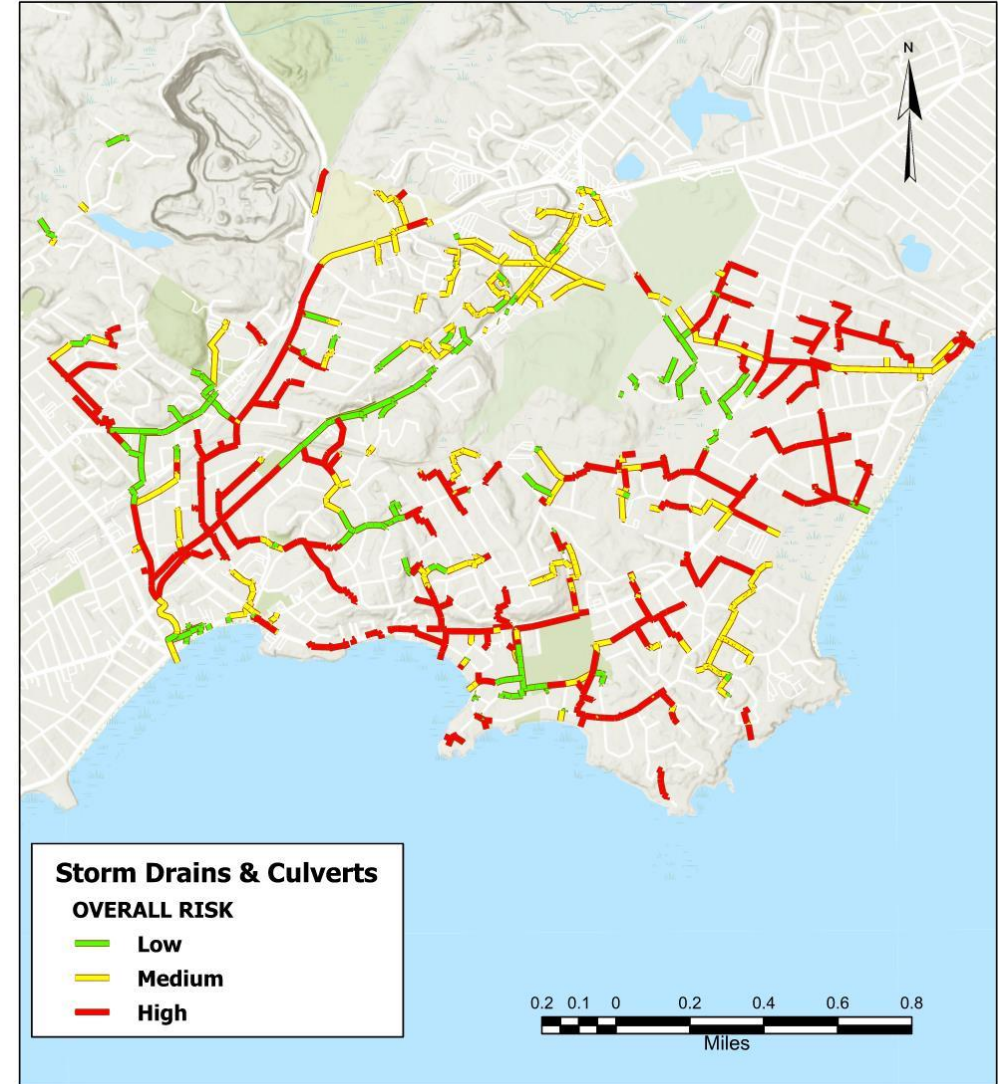 N
Storm Drains & Culverts
OVERALL RISK
Low
Medium
High
0.2 0.1 0 0.2 0.4 0.6 0.8
Miles